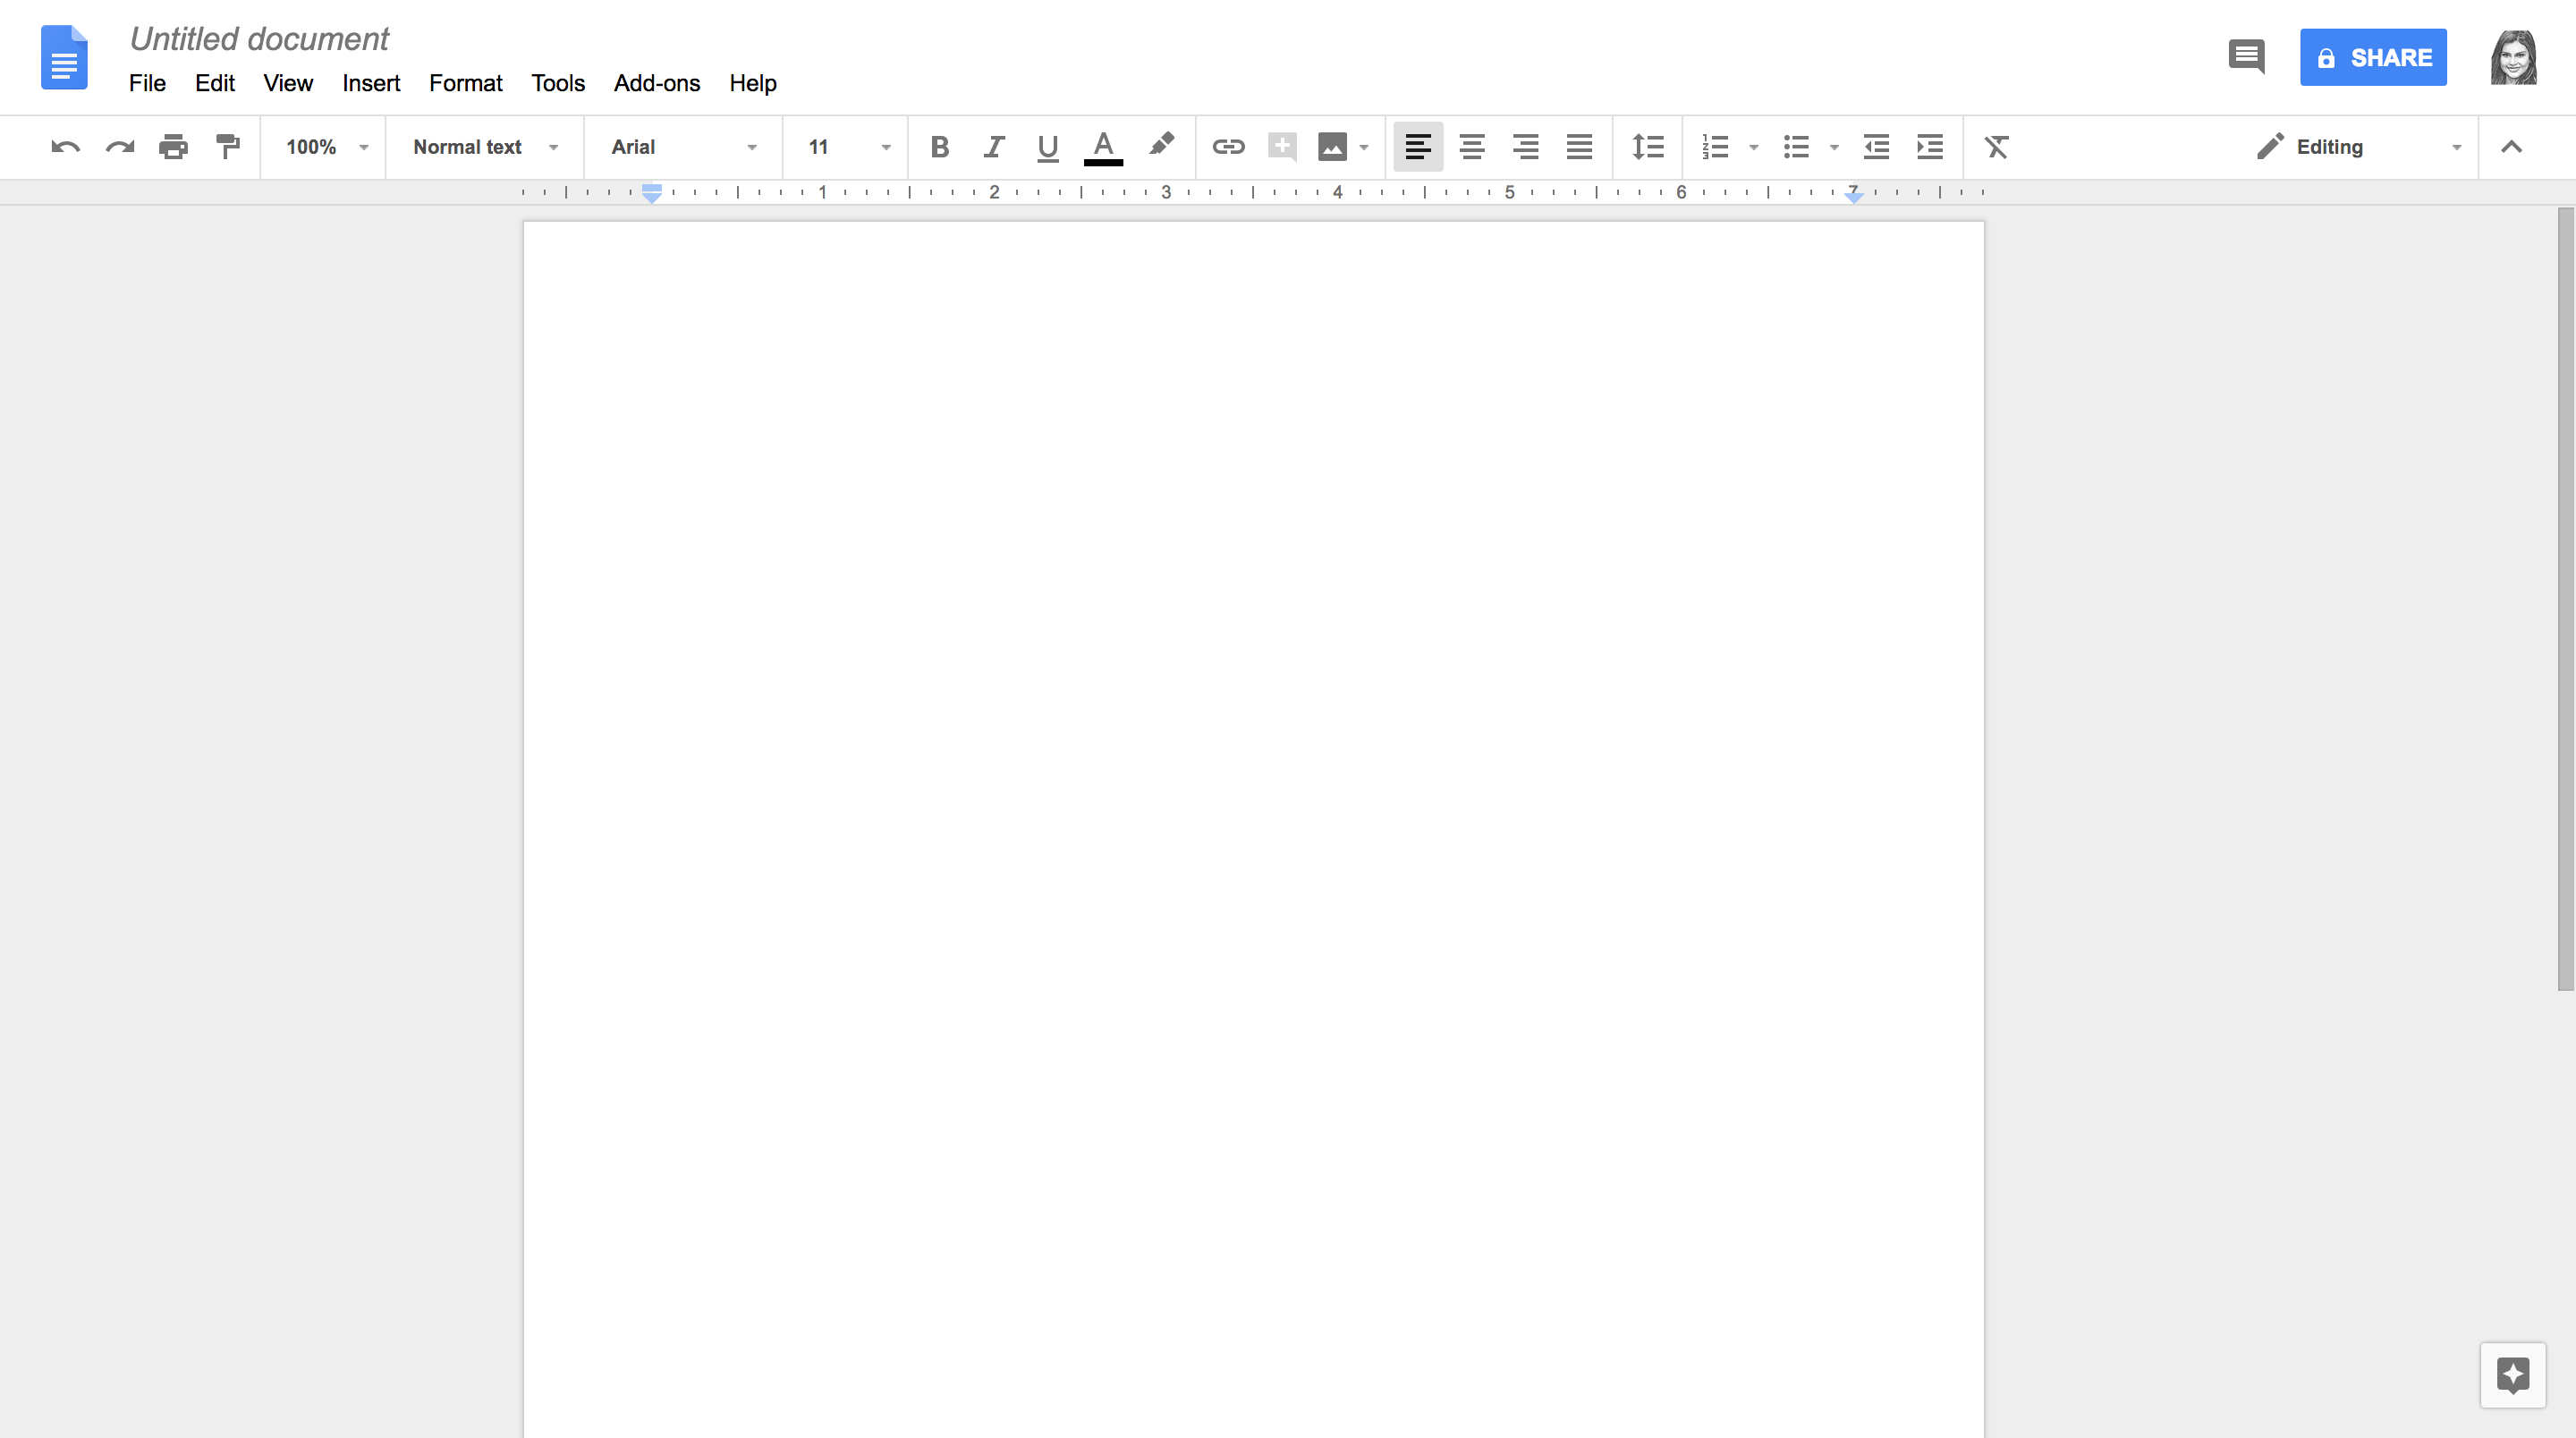 Untitled document
File Edit View Insert Format Tools Add-ons Help
SHARE
100% Normal text Arial 11 B I U A Editing
1 2 3 4 5 6 7